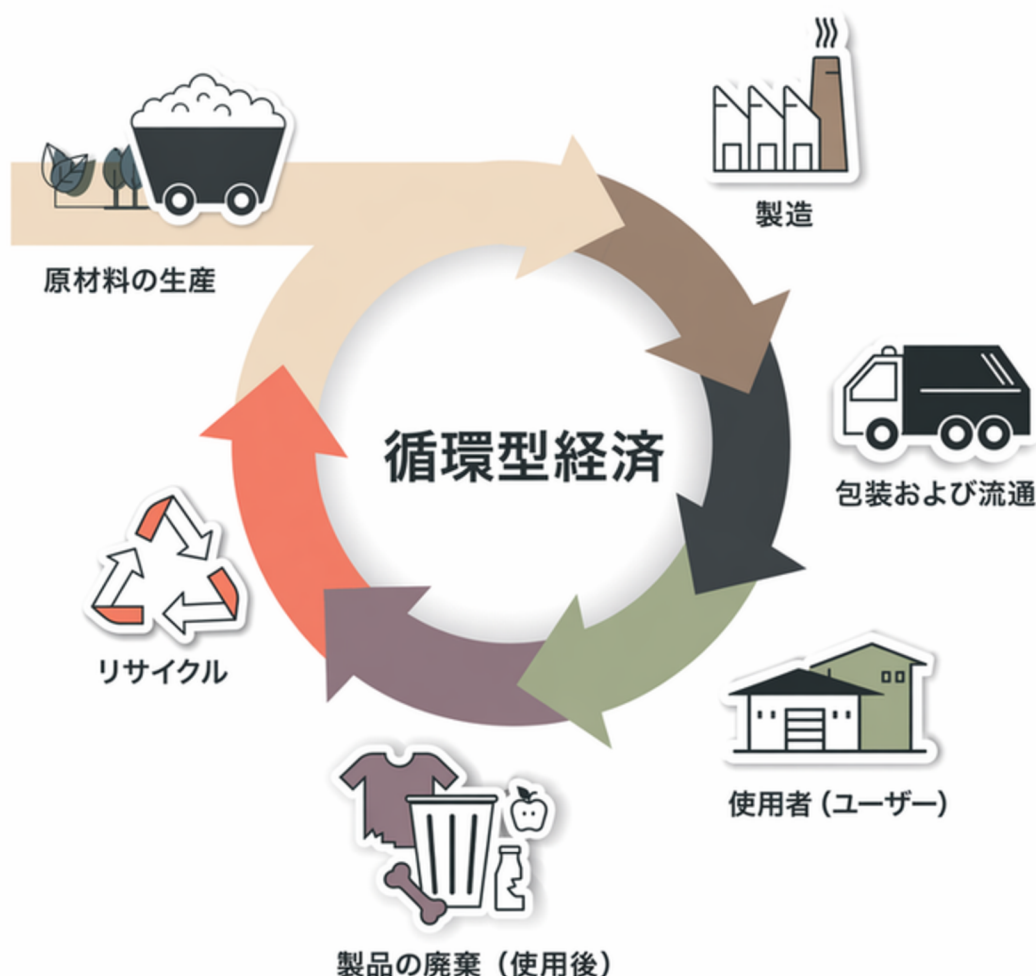 原材料の生産
製造
循環型経済
包装および流通
リサイクル
使用者 (ユーザー)
製品の廃棄（使用後）